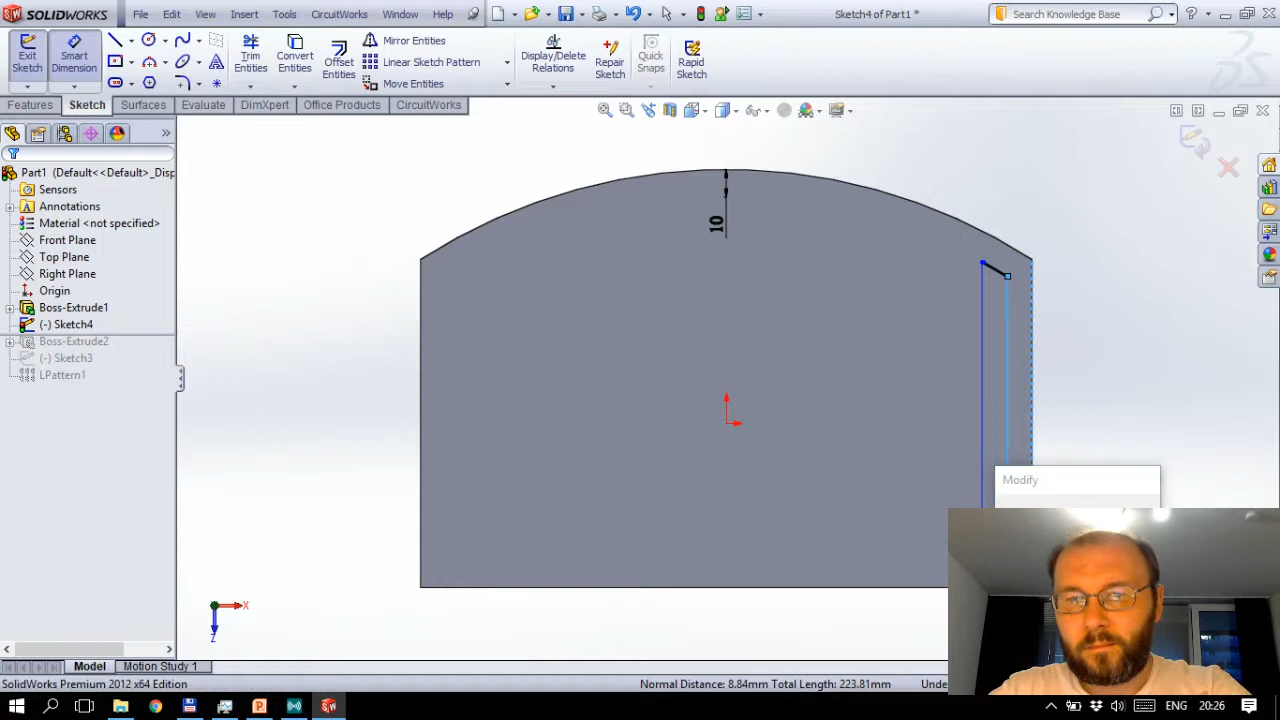 SOLIDWORKS File Edit View Insert Tools CircuitWorks Window Help Sketch4 of Part1 * Search Knowledge Base
Exit Sketch
Smart Dimension
Trim Entities
Convert Entities
Offset Entities
Mirror Entities
Linear Sketch Pattern
Move Entities
Display/Delete Relations
Repair Sketch
Quick Snaps
Rapid Sketch
Features Sketch Surfaces Evaluate DimXpert Office Products CircuitWorks
Part1 (Default<<Default>_Disp
Sensors
Annotations
Material <not specified>
Front Plane
Top Plane
Right Plane
Origin
Boss-Extrude1
(-) Sketch4
Boss-Extrude2
(-) Sketch3
LPattern1
10
Modify
X
Z
Model Motion Study 1
SolidWorks Premium 2012 x64 Edition Normal Distance: 8.84mm Total Length: 223.81mm Unde
ENG 20:26